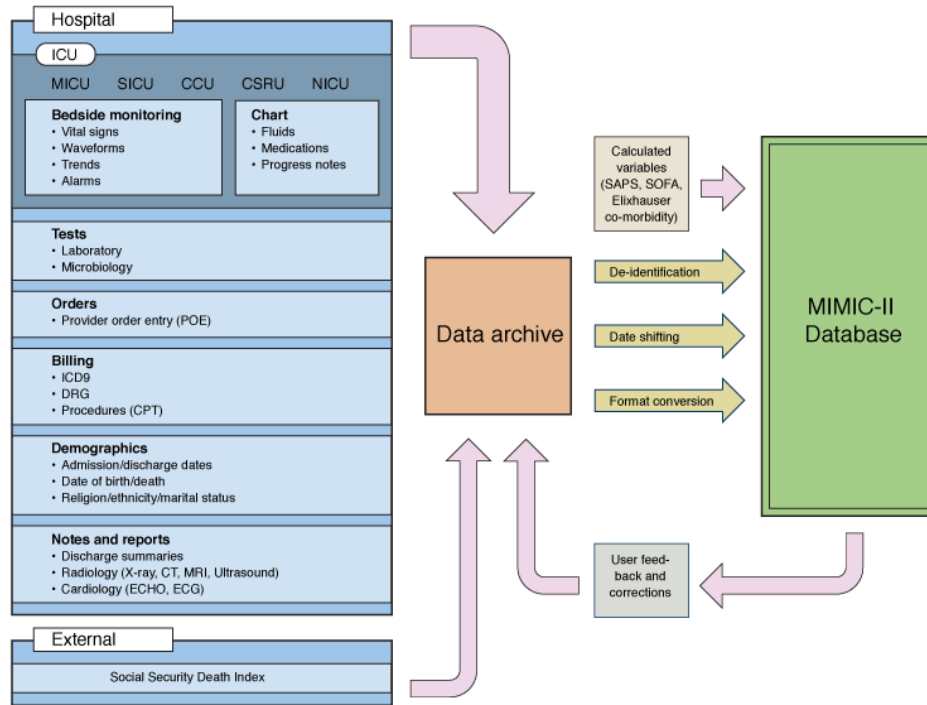 Hospital
ICU
MICU SICU CCU CSRU NICU
Bedside monitoring
• Vital signs
• Waveforms
• Trends
• Alarms
Chart
• Fluids
• Medications
• Progress notes
Tests
• Laboratory
• Microbiology
Orders
• Provider order entry (POE)
Billing
• ICD9
• DRG
• Procedures (CPT)
Demographics
• Admission/discharge dates
• Date of birth/death
• Religion/ethnicity/marital status
Notes and reports
• Discharge summaries
• Radiology (X-ray, CT, MRI, Ultrasound)
• Cardiology (ECHO, ECG)
External
Social Security Death Index
Data archive
Calculated
variables
(SAPS, SOFA,
Elixhauser
co-morbidity)
De-identification
Date shifting
Format conversion
User feed-
back and
corrections
MIMIC-II
Database